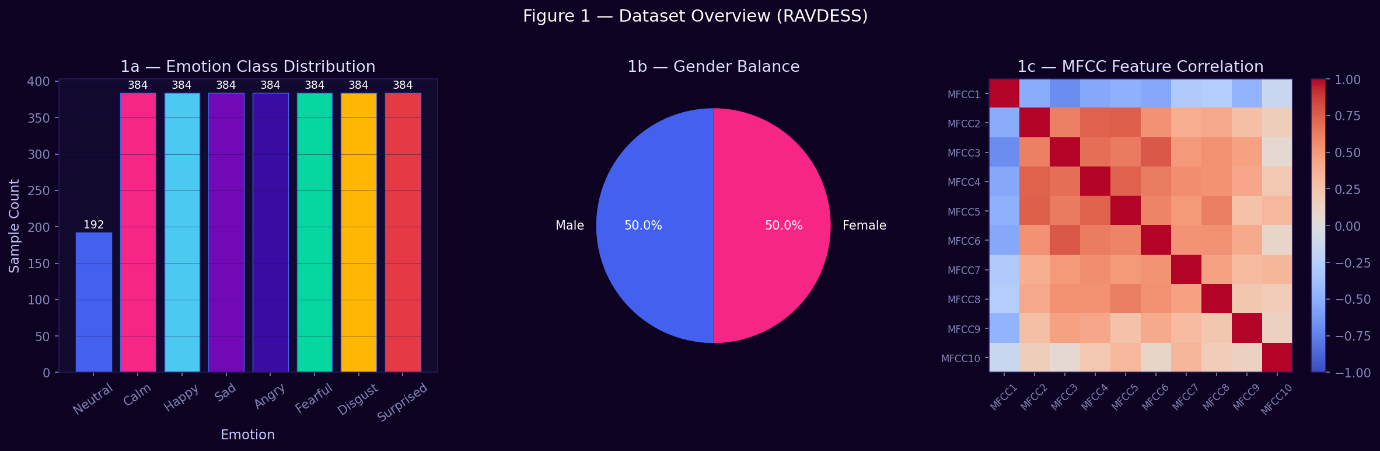 Figure 1 — Dataset Overview (RAVDESS)
1a — Emotion Class Distribution
400
350
300
250
200
150
100
50
0
Sample Count
192
384
384
384
384
384
384
384
Neutral
Calm
Happy
Sad
Angry
Fearful
Disgust
Surprised
Emotion
1b — Gender Balance
Male
50.0%
50.0%
Female
1c — MFCC Feature Correlation
MFCC1
MFCC2
MFCC3
MFCC4
MFCC5
MFCC6
MFCC7
MFCC8
MFCC9
MFCC10
MFCC1
MFCC2
MFCC3
MFCC4
MFCC5
MFCC6
MFCC7
MFCC8
MFCC9
MFCC10
1.00
0.75
0.50
0.25
0.00
−0.25
−0.50
−0.75
−1.00